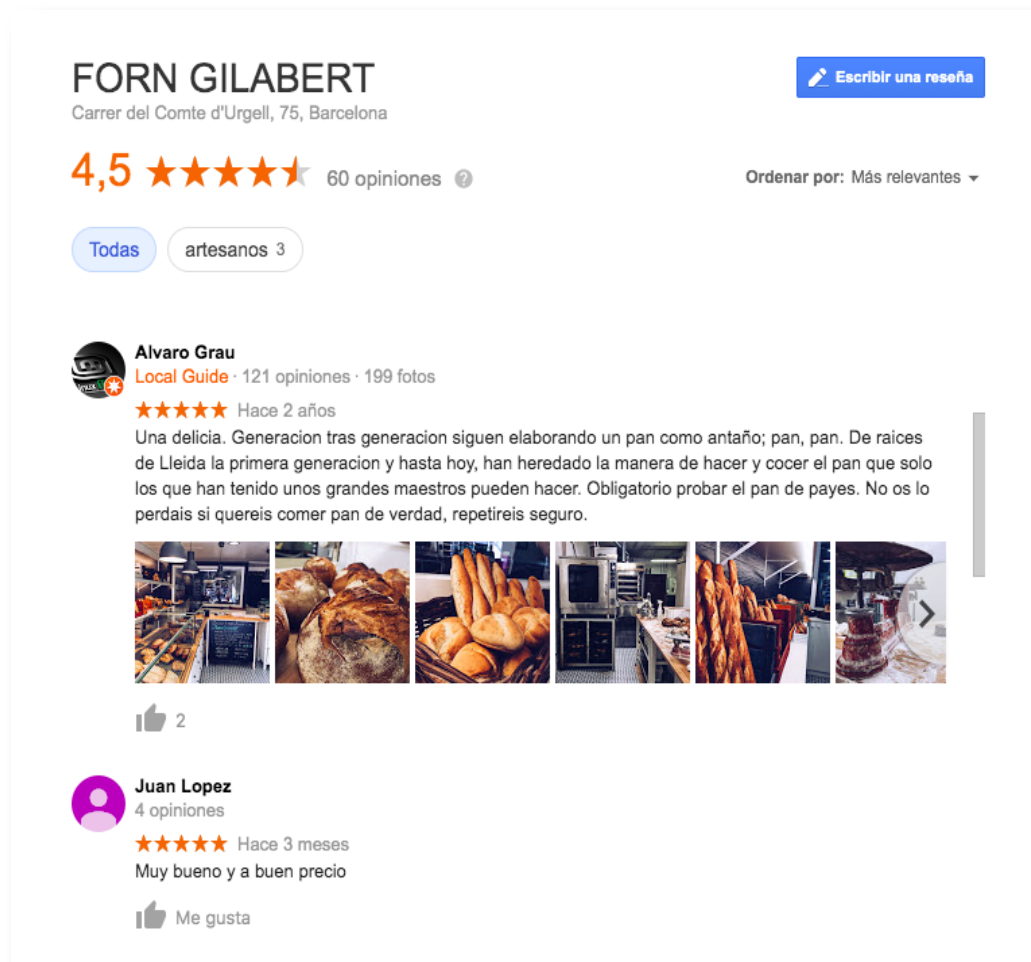 FORN GILABERT
Escribir una reseña
Carrer del Comte d'Urgell, 75, Barcelona
4,5
60 opiniones
Ordenar por: Más relevantes
Todas
artesanos 3
Alvaro Grau
Local Guide · 121 opiniones · 199 fotos
Hace 2 años
Una delicia. Generacion tras generacion siguen elaborando un pan como antaño; pan, pan. De raices
de Lleida la primera generacion y hasta hoy, han heredado la manera de hacer y cocer el pan que solo
los que han tenido unos grandes maestros pueden hacer. Obligatorio probar el pan de payes. No os lo
perdais si quereis comer pan de verdad, repetireis seguro.
2
Juan Lopez
4 opiniones
Hace 3 meses
Muy bueno y a buen precio
Me gusta